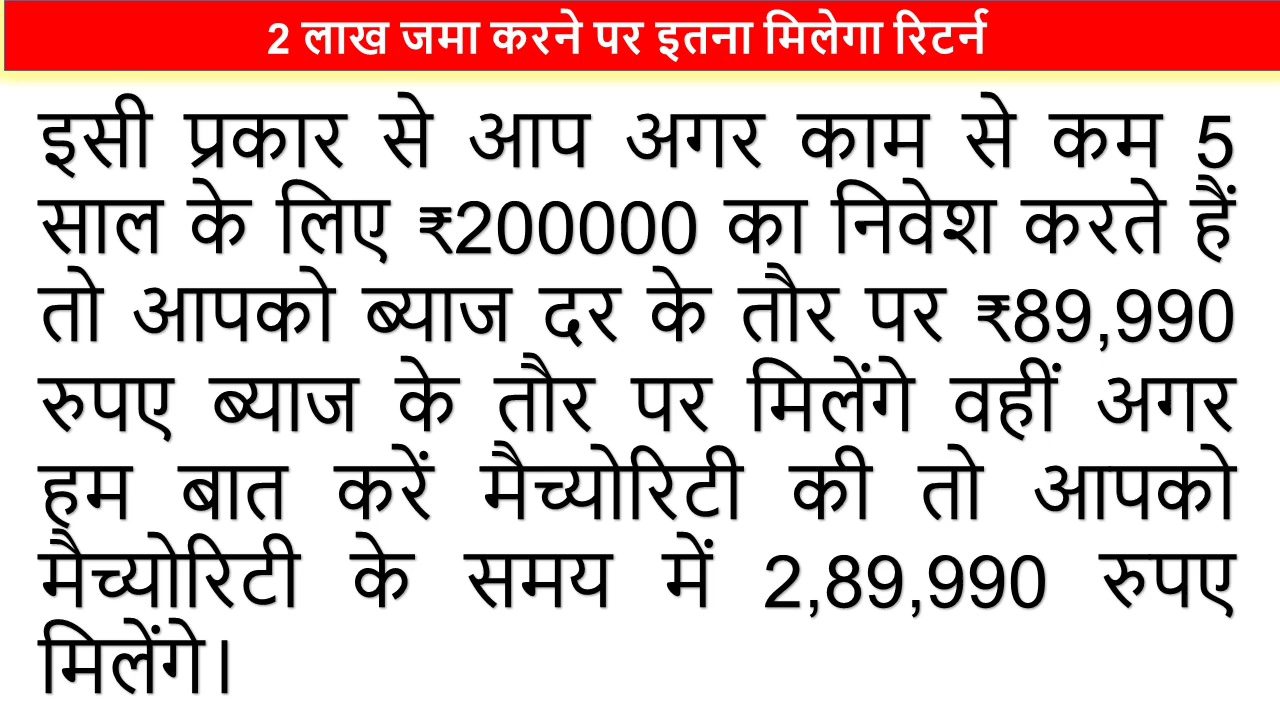 2 लाख जमा करने पर इतना मिलेगा रिटर्न
इसी प्रकार से आप अगर काम से कम 5
साल के लिए ₹200000 का निवेश करते हैं
तो आपको ब्याज दर के तौर पर ₹89,990
रुपए ब्याज के तौर पर मिलेंगे वहीं अगर
हम बात करें मैच्योरिटी की तो आपको
मैच्योरिटी के समय में 2,89,990 रुपए
मिलेंगे।